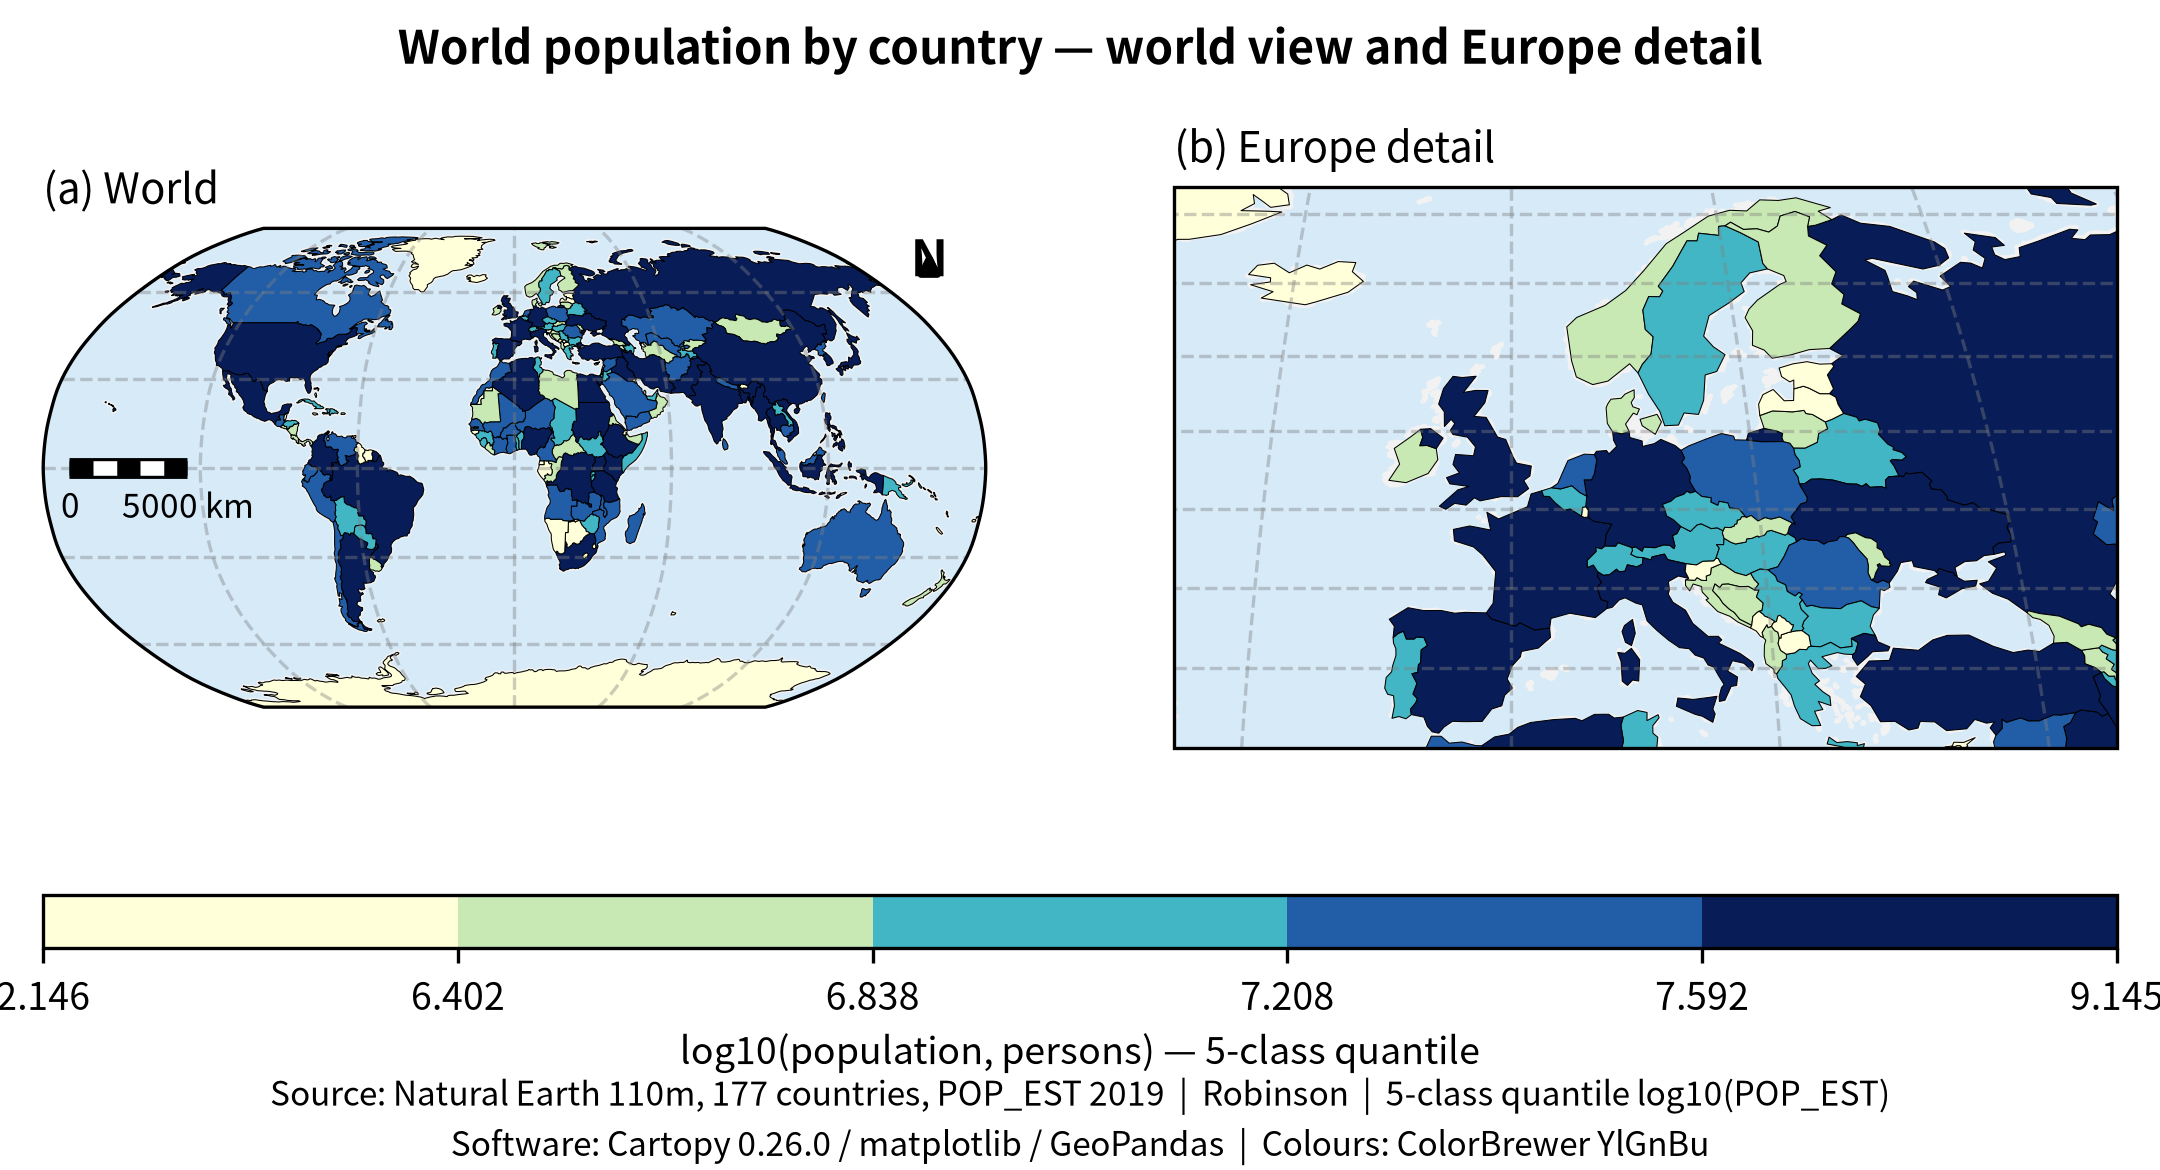 World population by country — world view and Europe detail
(a) World
(b) Europe detail
N
0 5000 km
2.146 6.402 6.838 7.208 7.592 9.145
log10(population, persons) — 5-class quantile
Source: Natural Earth 110m, 177 countries, POP_EST 2019 | Robinson | 5-class quantile log10(POP_EST)
Software: Cartopy 0.26.0 / matplotlib / GeoPandas | Colours: ColorBrewer YlGnBu